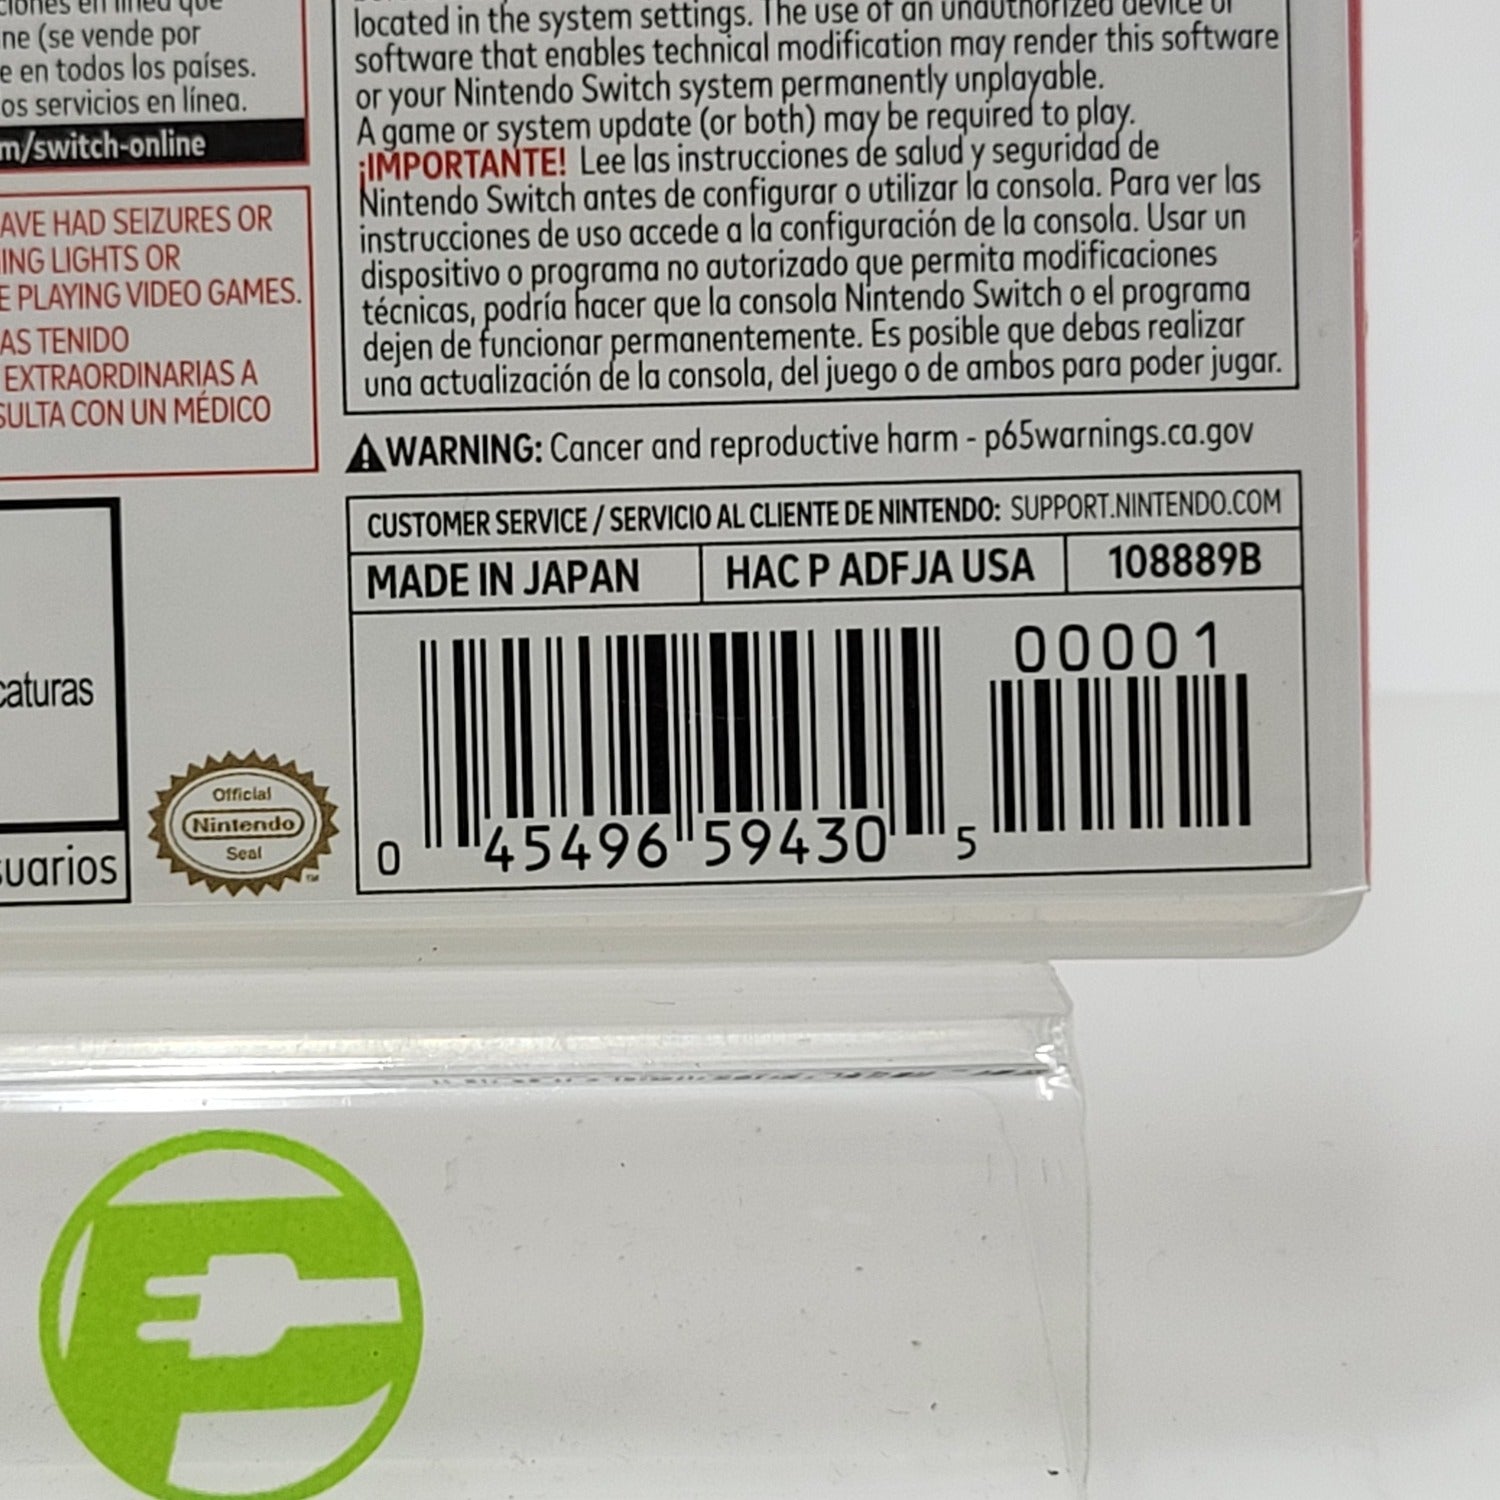 ciones en línea que
ne (se vende por
e en todos los países.
os servicios en línea.
m/switch-online
AVE HAD SEIZURES OR
ING LIGHTS OR
E PLAYING VIDEO GAMES.
AS TENIDO
EXTRAORDINARIAS A
SULTA CON UN MÉDICO
located in the system settings. The use of an unauthorized device or
software that enables technical modification may render this software
or your Nintendo Switch system permanently unplayable.
A game or system update (or both) may be required to play.
¡IMPORTANTE! Lee las instrucciones de salud y seguridad de
Nintendo Switch antes de configurar o utilizar la consola. Para ver las
instrucciones de uso accede a la configuración de la consola. Usar un
dispositivo o programa no autorizado que permita modificaciones
técnicas, podría hacer que la consola Nintendo Switch o el programa
dejen de funcionar permanentemente. Es posible que debas realizar
una actualización de la consola, del juego o de ambos para poder jugar.
WARNING: Cancer and reproductive harm - p65warnings.ca.gov
CUSTOMER SERVICE / SERVICIO AL CLIENTE DE NINTENDO: SUPPORT.NINTENDO.COM
MADE IN JAPAN HAC P ADFJA USA 108889B
00001
0 45496 59430 5
caturas
suarios
Official
Nintendo
Seal
TM